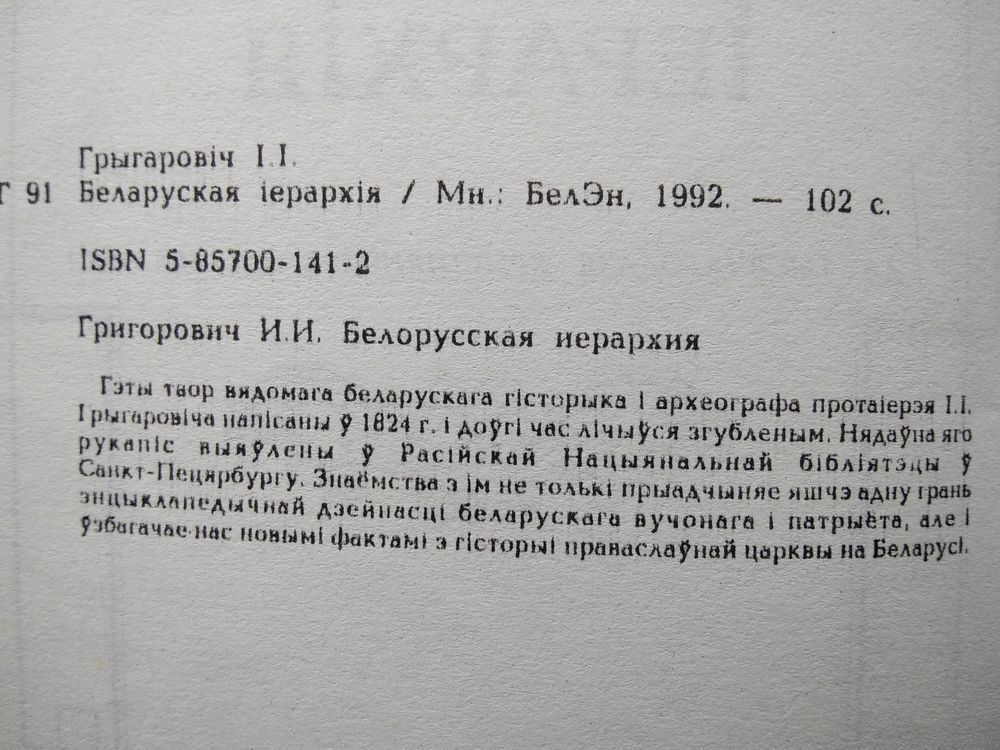 Грыгаровіч І.І.
Г 91 Беларуская іерархія / Мн.: БелЭн, 1992. — 102 с.
ISBN 5-85700-141-2
Григорович И.И. Белорусская иерархия
Гэты твор вядомага беларускага гісторыка і археографа протаіерэя І.І.
Грыгаровіча напісаны ў 1824 г. і доўгі час лічыўся згубленым. Нядаўна яго
рукапіс выяўлены ў Расійскай Нацыянальнай бібліятэцы ў
Санкт-Пецярбургу. Знаёмства з ім не толькі прыадчыняе яшчэ адну грань
энцыклапедычнай дзейнасці беларускага вучонага і патрыёта, але і
ўзбагачае нас новымі фактамі з гісторыі праваслаўнай царквы на Беларусі.